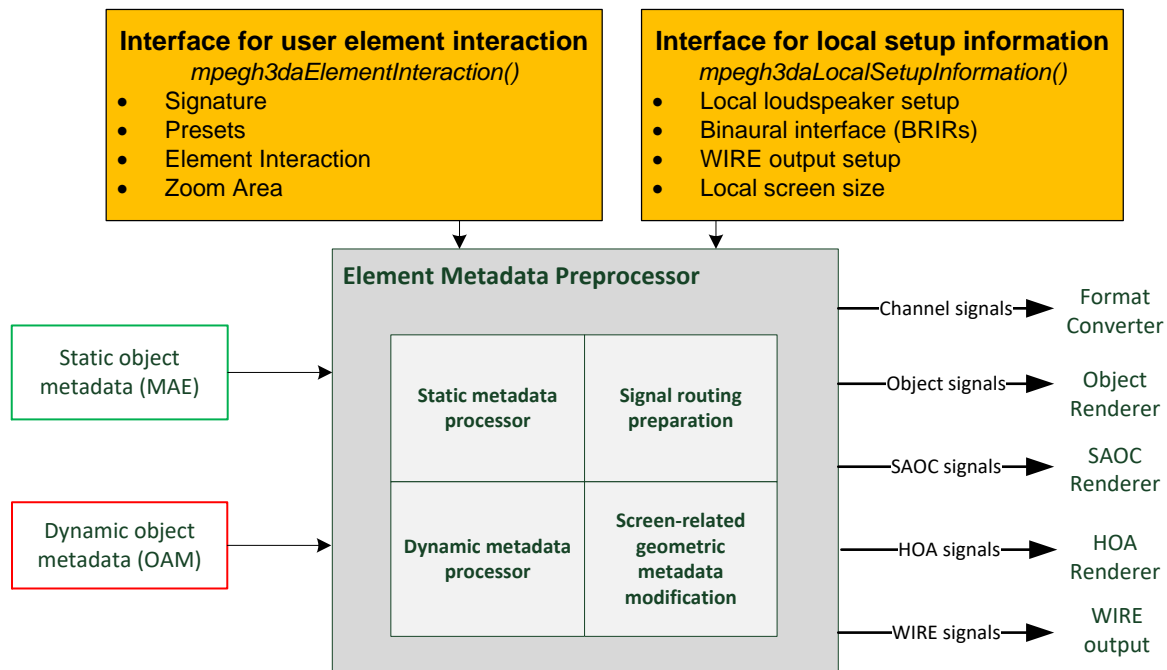 Interface for user element interaction
mpegh3daElementInteraction()
• Signature
• Presets
• Element Interaction
• Zoom Area
Interface for local setup information
mpegh3daLocalSetupInformation()
• Local loudspeaker setup
• Binaural interface (BRIRs)
• WIRE output setup
• Local screen size
Element Metadata Preprocessor
Static object
metadata (MAE)
Dynamic object
metadata (OAM)
Static metadata
processor
Signal routing
preparation
Dynamic metadata
processor
Screen-related
geometric
metadata
modification
Channel signals
Format
Converter
Object signals
Object
Renderer
SAOC signals
SAOC
Renderer
HOA signals
HOA
Renderer
WIRE signals
WIRE
output